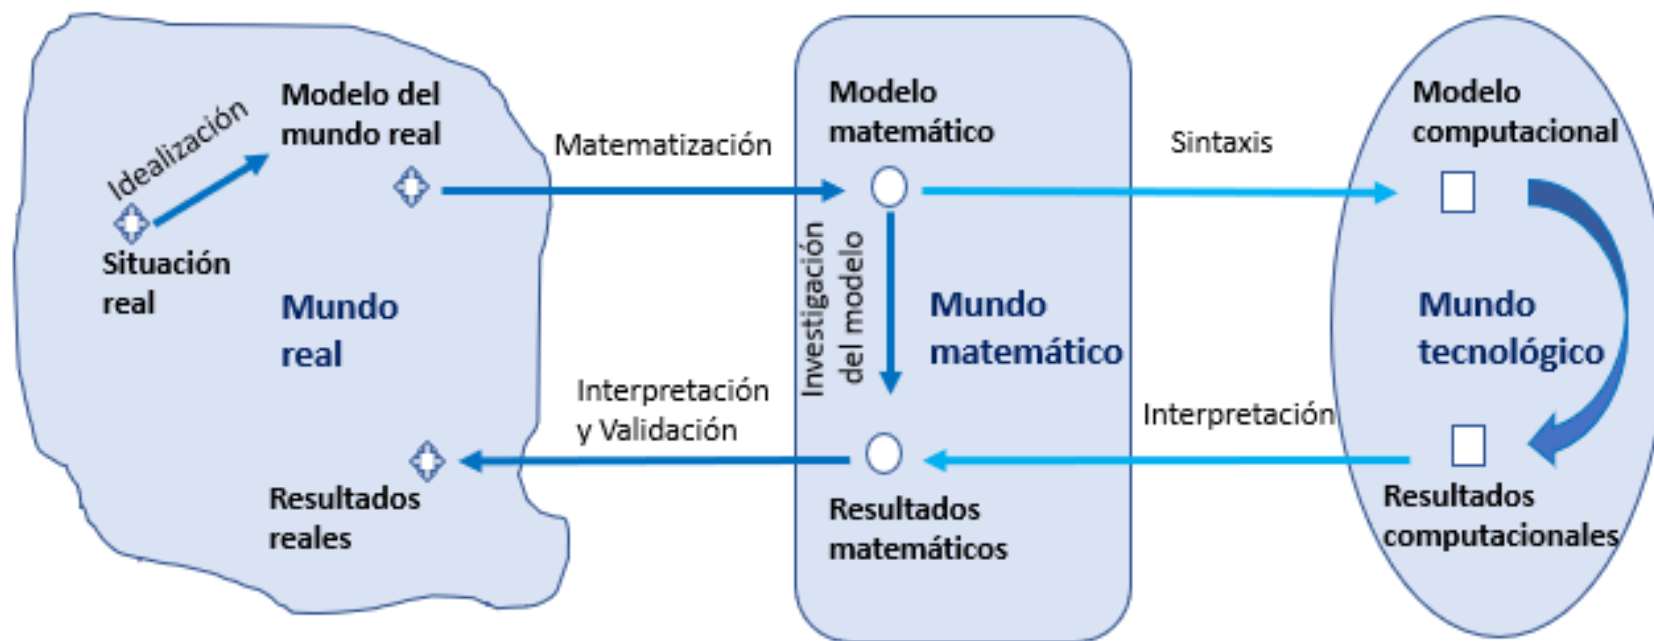 Idealización
Modelo del
mundo real
Situación
real
Mundo
real
Matematización
Interpretación
y Validación
Resultados
reales
Modelo
matemático
Investigación
del modelo
Mundo
matemático
Resultados
matemáticos
Sintaxis
Interpretación
Modelo
computacional
Mundo
tecnológico
Resultados
computacionales